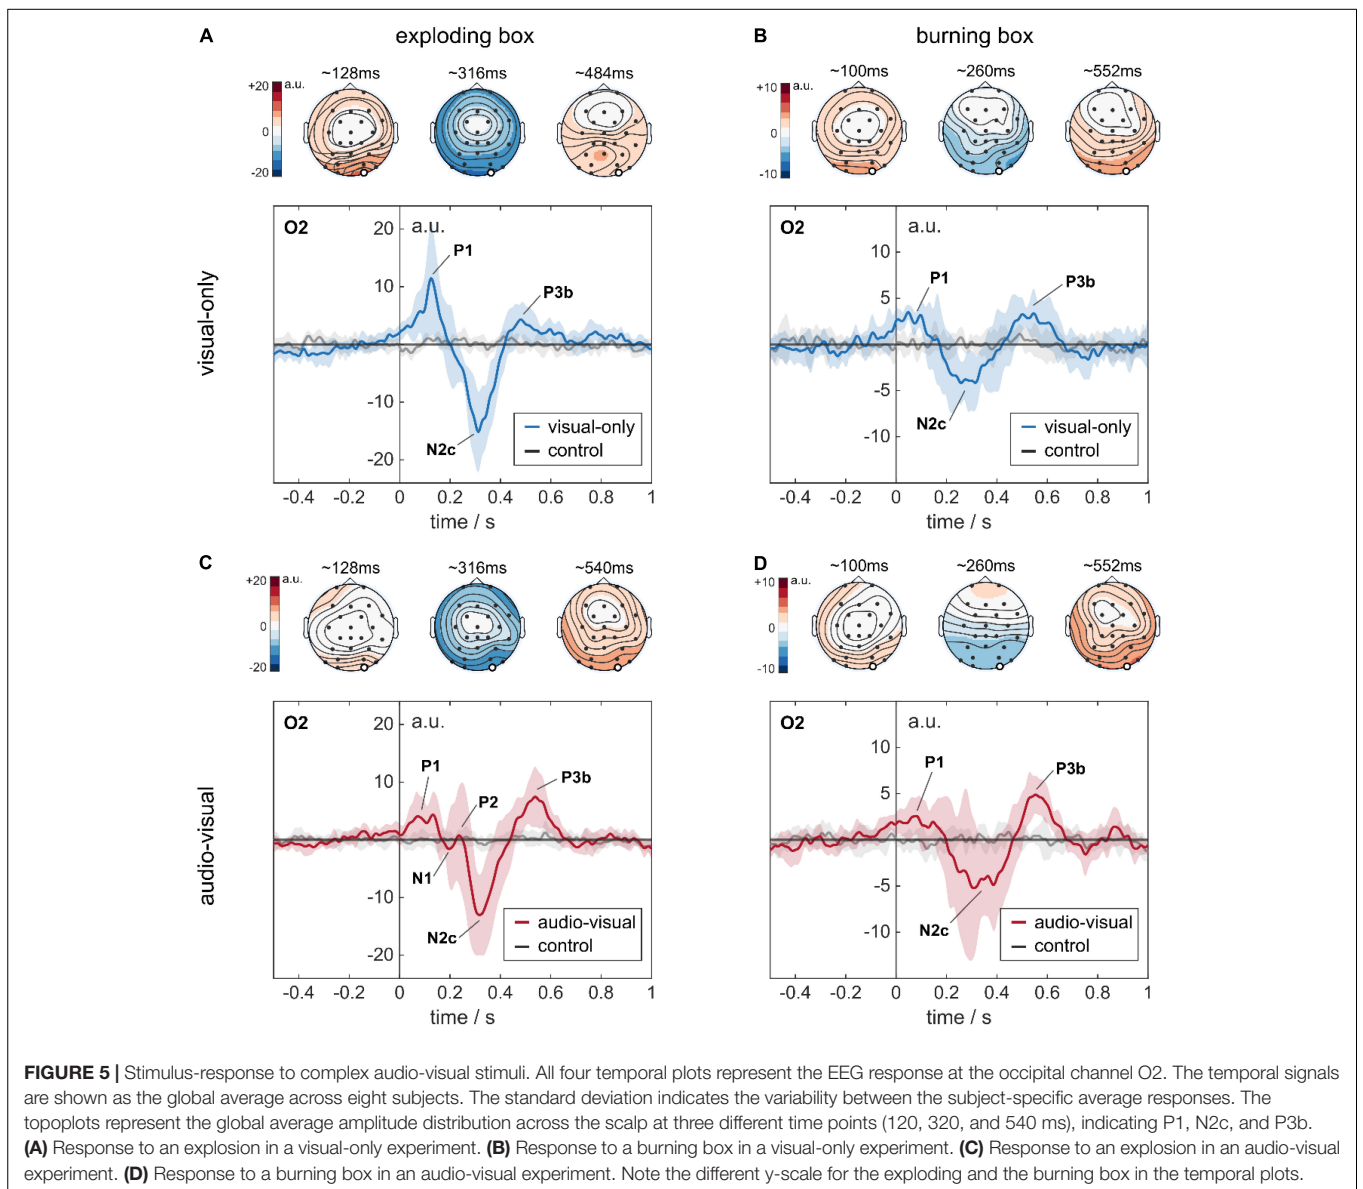 A
exploding box
B
burning box
~128ms
~316ms
~484ms
+20
a.u.
0
-20
~100ms
~260ms
~552ms
+10
a.u.
0
-10
visual-only
O2
a.u.
20
10
0
-10
-20
P1
P3b
N2c
visual-only
control
-0.4 -0.2 0 0.2 0.4 0.6 0.8 1
time / s
O2
a.u.
10
5
0
-5
-10
P1
P3b
N2c
visual-only
control
-0.4 -0.2 0 0.2 0.4 0.6 0.8 1
time / s
C
~128ms
~316ms
~540ms
+20
a.u.
0
-20
D
~100ms
~260ms
~552ms
+10
a.u.
0
-10
audio-visual
O2
a.u.
20
10
0
-10
-20
P1
P2
P3b
N1
N2c
audio-visual
control
-0.4 -0.2 0 0.2 0.4 0.6 0.8 1
time / s
O2
a.u.
10
5
0
-5
-10
P1
P3b
N2c
audio-visual
control
-0.4 -0.2 0 0.2 0.4 0.6 0.8 1
time / s
FIGURE 5 | Stimulus-response to complex audio-visual stimuli. All four temporal plots represent the EEG response at the occipital channel O2. The temporal signals
are shown as the global average across eight subjects. The standard deviation indicates the variability between the subject-specific average responses. The
topoplots represent the global average amplitude distribution across the scalp at three different time points (120, 320, and 540 ms), indicating P1, N2c, and P3b.
(A) Response to an explosion in a visual-only experiment. (B) Response to a burning box in a visual-only experiment. (C) Response to an explosion in an audio-visual
experiment. (D) Response to a burning box in an audio-visual experiment. Note the different y-scale for the exploding and the burning box in the temporal plots.